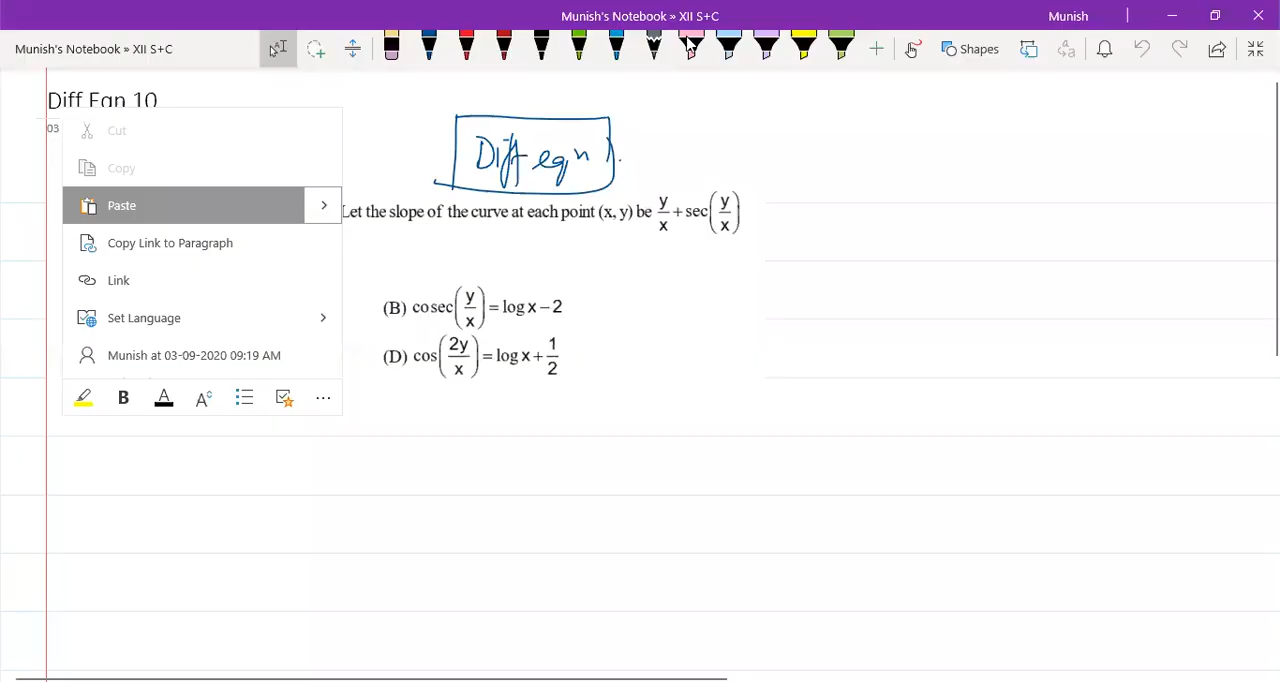 Munish's Notebook » XII S+C
Munish
Munish's Notebook » XII S+C
Shapes
Diff Eqn 10
03
Cut
Copy
Paste
Copy Link to Paragraph
Link
Set Language
Munish at 03-09-2020 09:19 AM
B A A
Diff eqn
Let the slope of the curve at each point (x, y) be y/x + sec(y/x)
(B) cosec(y/x) = log x − 2
(D) cos(2y/x) = log x + 1/2